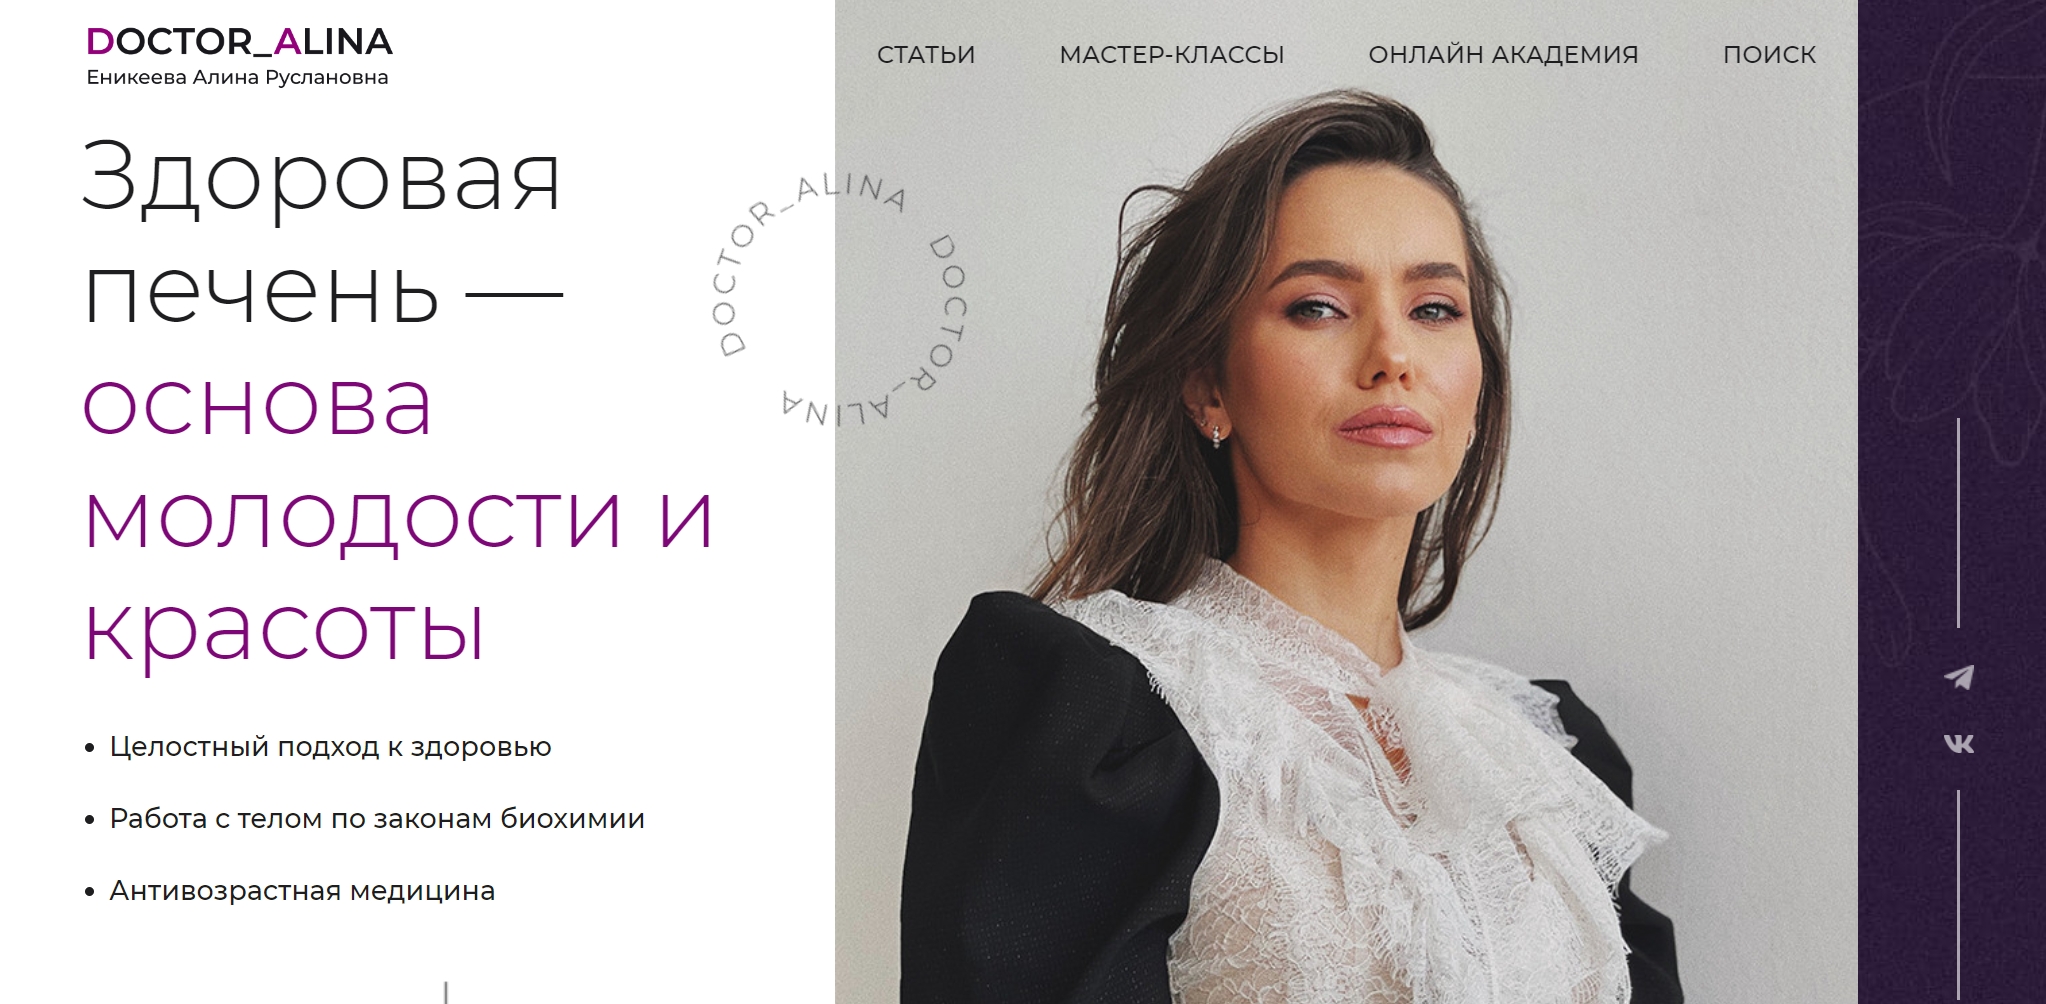 DOCTOR_ALINA
Еникеева Алина Руслановна
СТАТЬИ
МАСТЕР-КЛАССЫ
ОНЛАЙН АКАДЕМИЯ
ПОИСК
Здоровая
печень —
основа
молодости и
красоты
DOCTOR_ALINA DOCTOR_ALINA
Целостный подход к здоровью
Работа с телом по законам биохимии
Антивозрастная медицина